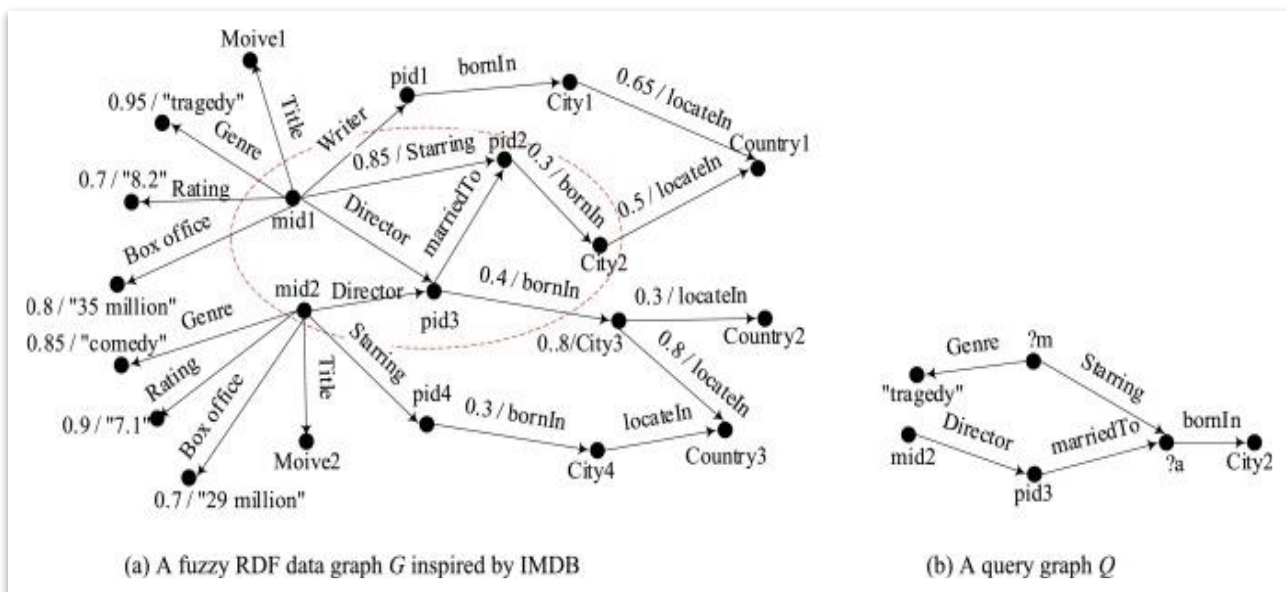 Moive1
0.95 / "tragedy"
Title
Genre
Writer
pid1
bornIn
City1
0.65 / locateIn
Country1
0.7 / "8.2"
Rating
mid1
0.85 / Starring
pid2
0.3 / bornIn
0.5 / locateIn
City2
Box office
0.8 / "35 million"
Director
marriedTo
mid2
Director
pid3
0.4 / bornIn
0..8/City3
0.3 / locateIn
Country2
Genre
0.85 / "comedy"
Rating
0.9 / "7.1"
Box office
0.7 / "29 million"
Title
Moive2
Starring
pid4
0.3 / bornIn
City4
locateIn
0.8 / locateIn
Country3
(a) A fuzzy RDF data graph G inspired by IMDB
Genre
?m
"tragedy"
Starring
mid2
Director
pid3
marriedTo
?a
bornIn
City2
(b) A query graph Q